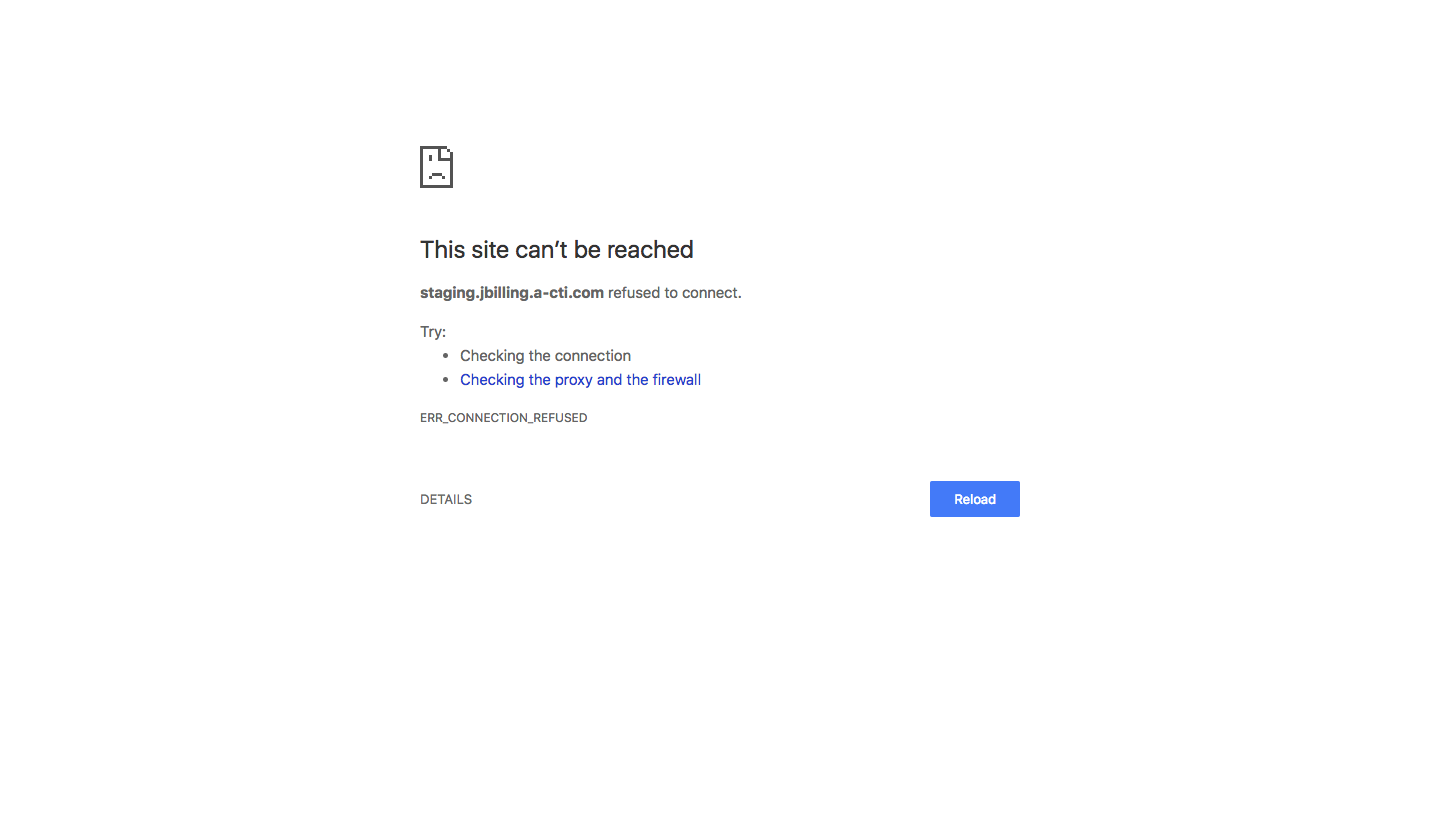 This site can’t be reached
staging.jbilling.a-cti.com refused to connect.
Try:
• Checking the connection
• Checking the proxy and the firewall
ERR_CONNECTION_REFUSED
DETAILS
Reload